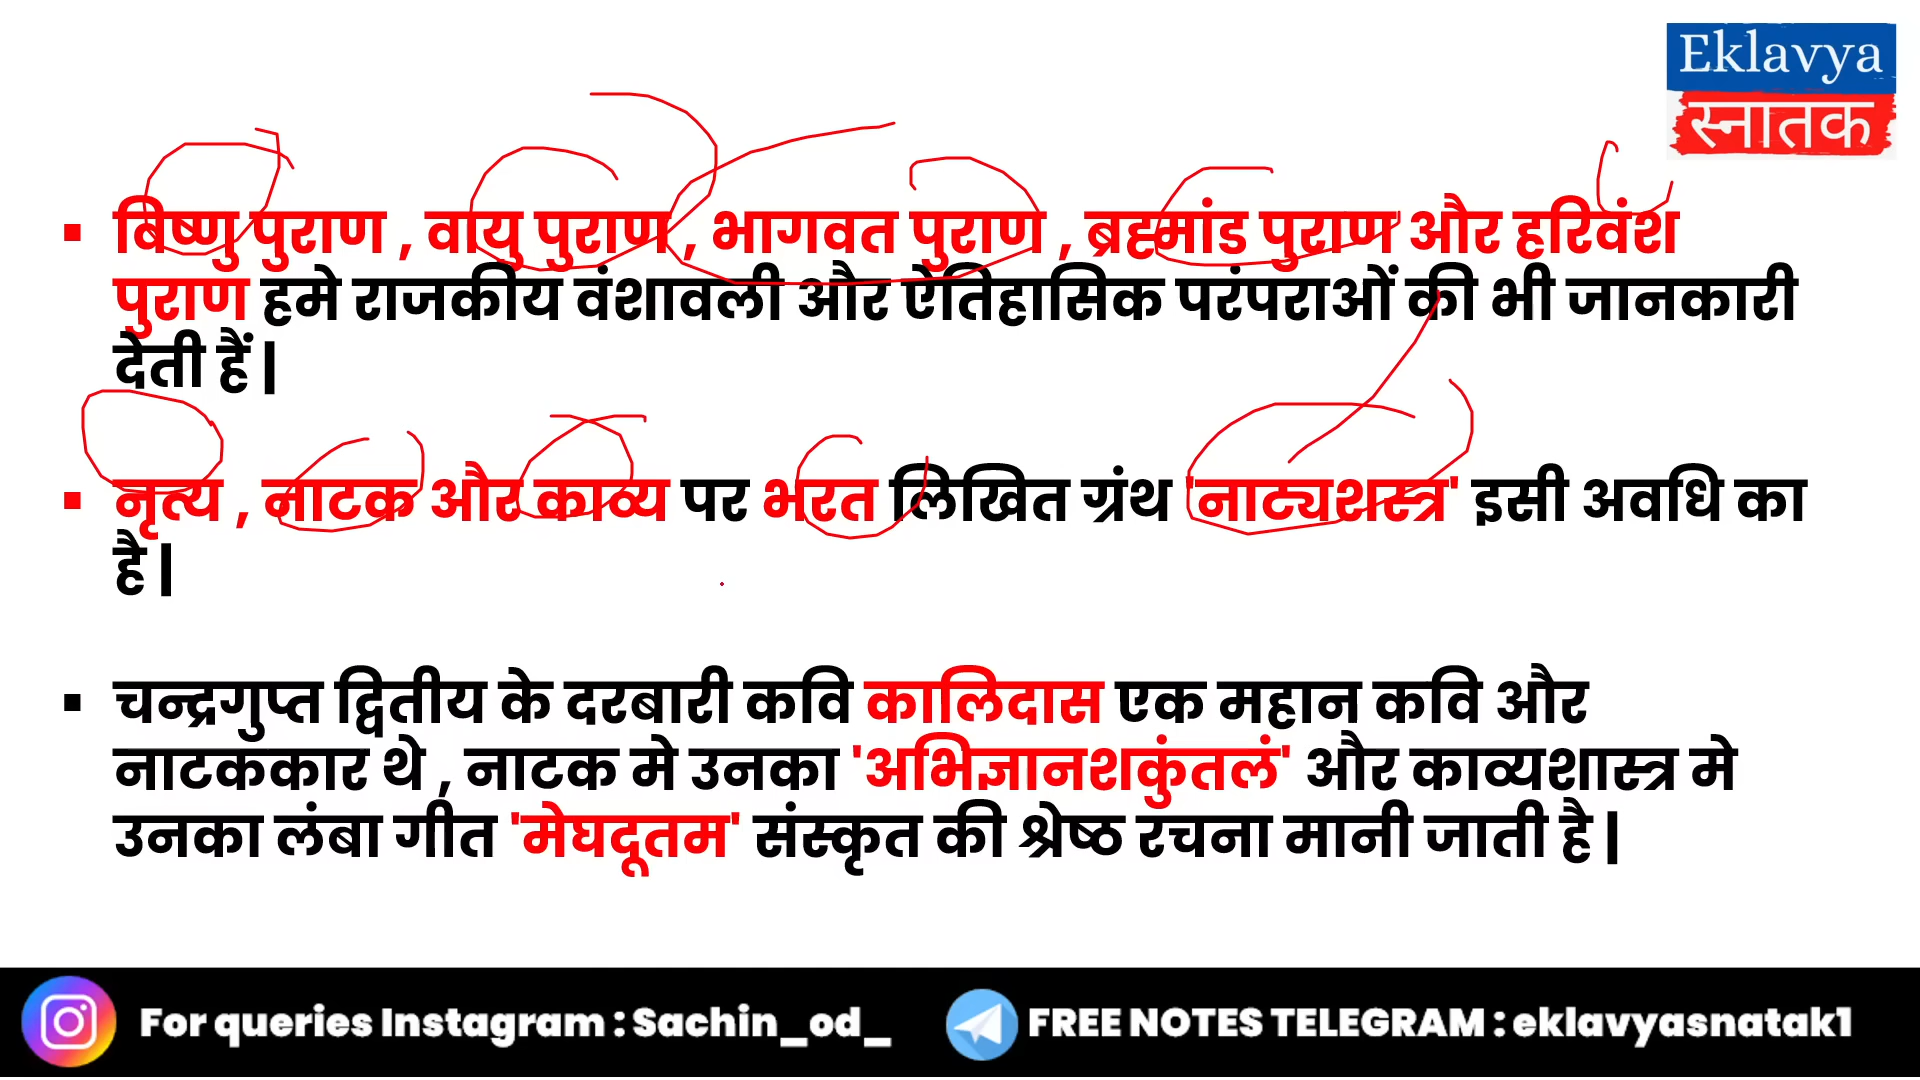 Eklavya
स्नातक
▪ बिष्णु पुराण , वायु पुराण , भागवत पुराण , ब्रह्मांड पुराण और हरिवंश
पुराण हमे राजकीय वंशावली और ऐतिहासिक परंपराओं की भी जानकारी
देती हैं |
▪ नृत्य , नाटक और काव्य पर भरत लिखित ग्रंथ 'नाट्यशस्त्र' इसी अवधि का
है |
▪ चन्द्रगुप्त द्वितीय के दरबारी कवि कालिदास एक महान कवि और
नाटककार थे , नाटक मे उनका 'अभिज्ञानशकुंतलं' और काव्यशास्त्र मे
उनका लंबा गीत 'मेघदूतम' संस्कृत की श्रेष्ठ रचना मानी जाती है |
For queries Instagram : Sachin_od_
FREE NOTES TELEGRAM : eklavyasnatak1